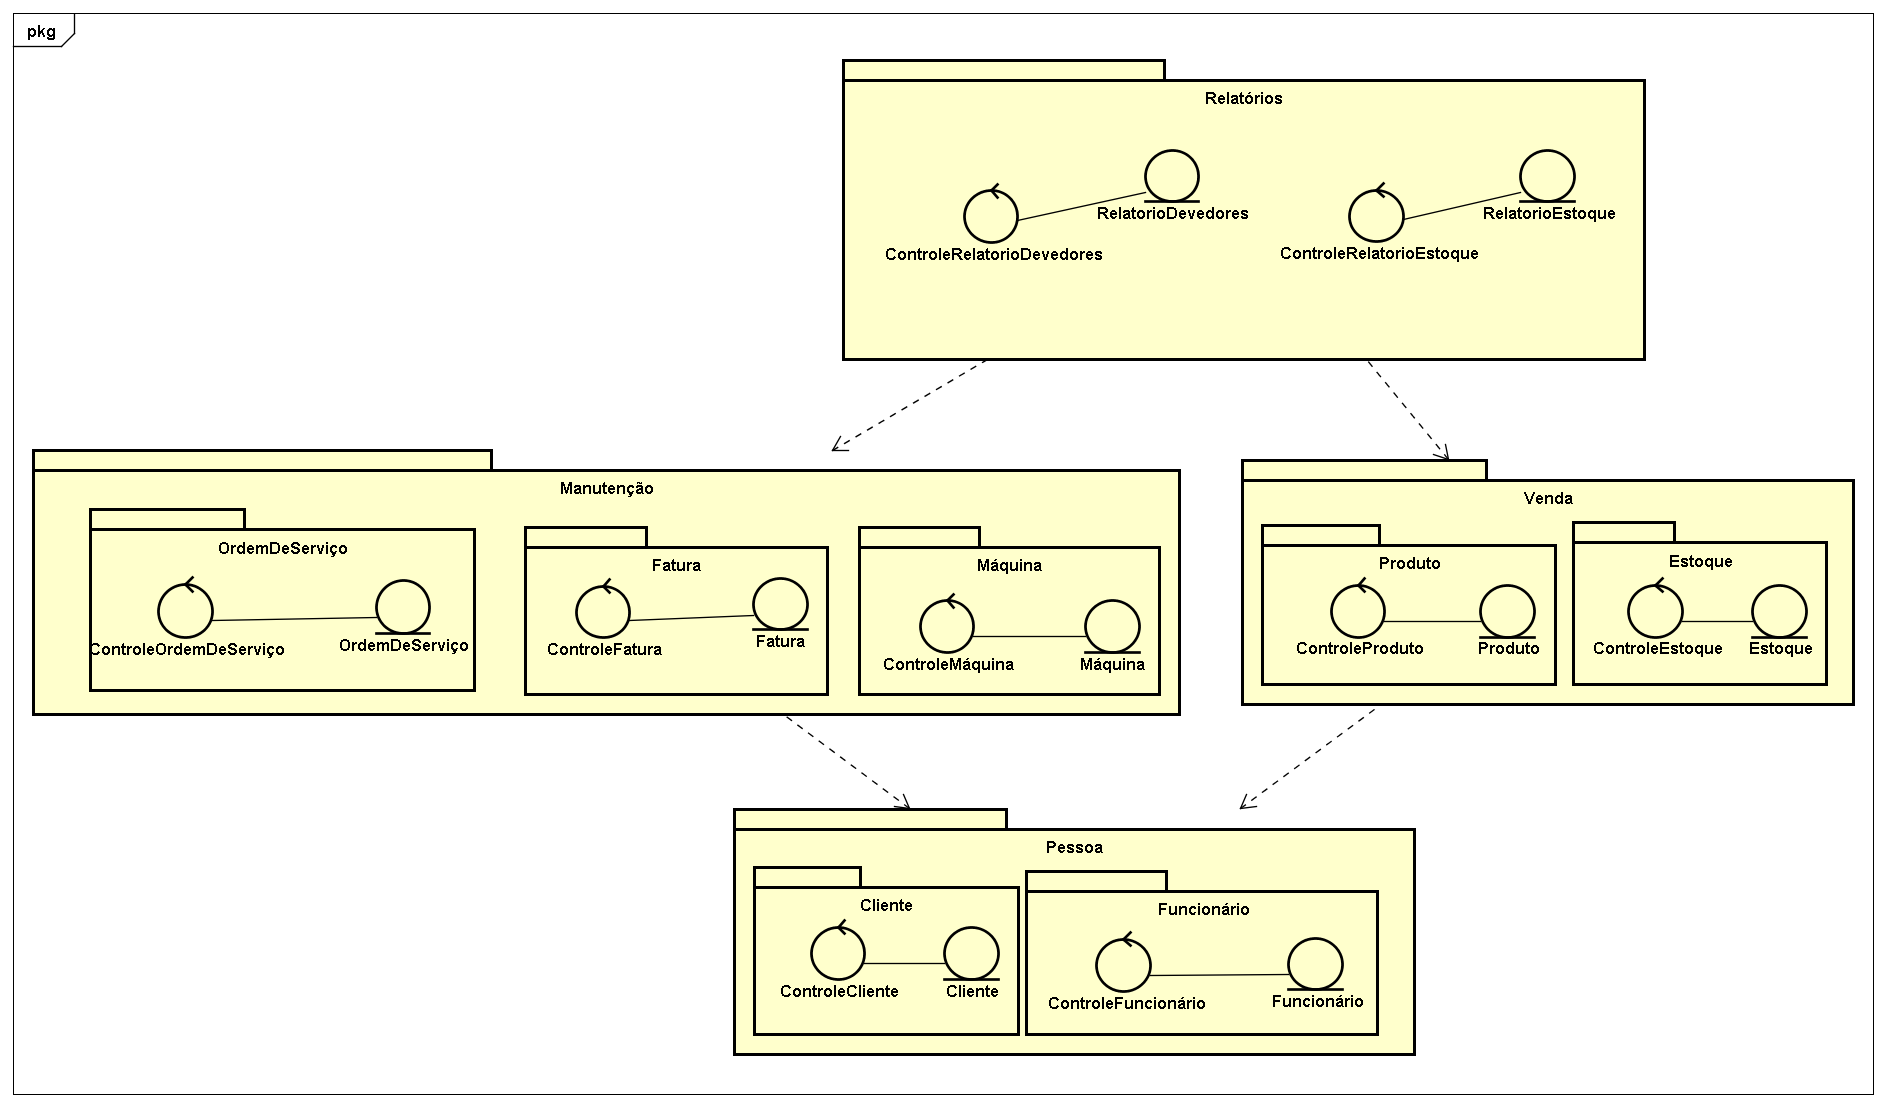 pkg
Relatórios
RelatorioDevedores
RelatorioEstoque
ControleRelatorioDevedores
ControleRelatorioEstoque
Manutenção
OrdemDeServiço
ControleOrdemDeServiço
OrdemDeServiço
Fatura
ControleFatura
Fatura
Máquina
ControleMáquina
Máquina
Venda
Produto
ControleProduto
Produto
Estoque
ControleEstoque
Estoque
Pessoa
Cliente
ControleCliente
Cliente
Funcionário
ControleFuncionário
Funcionário